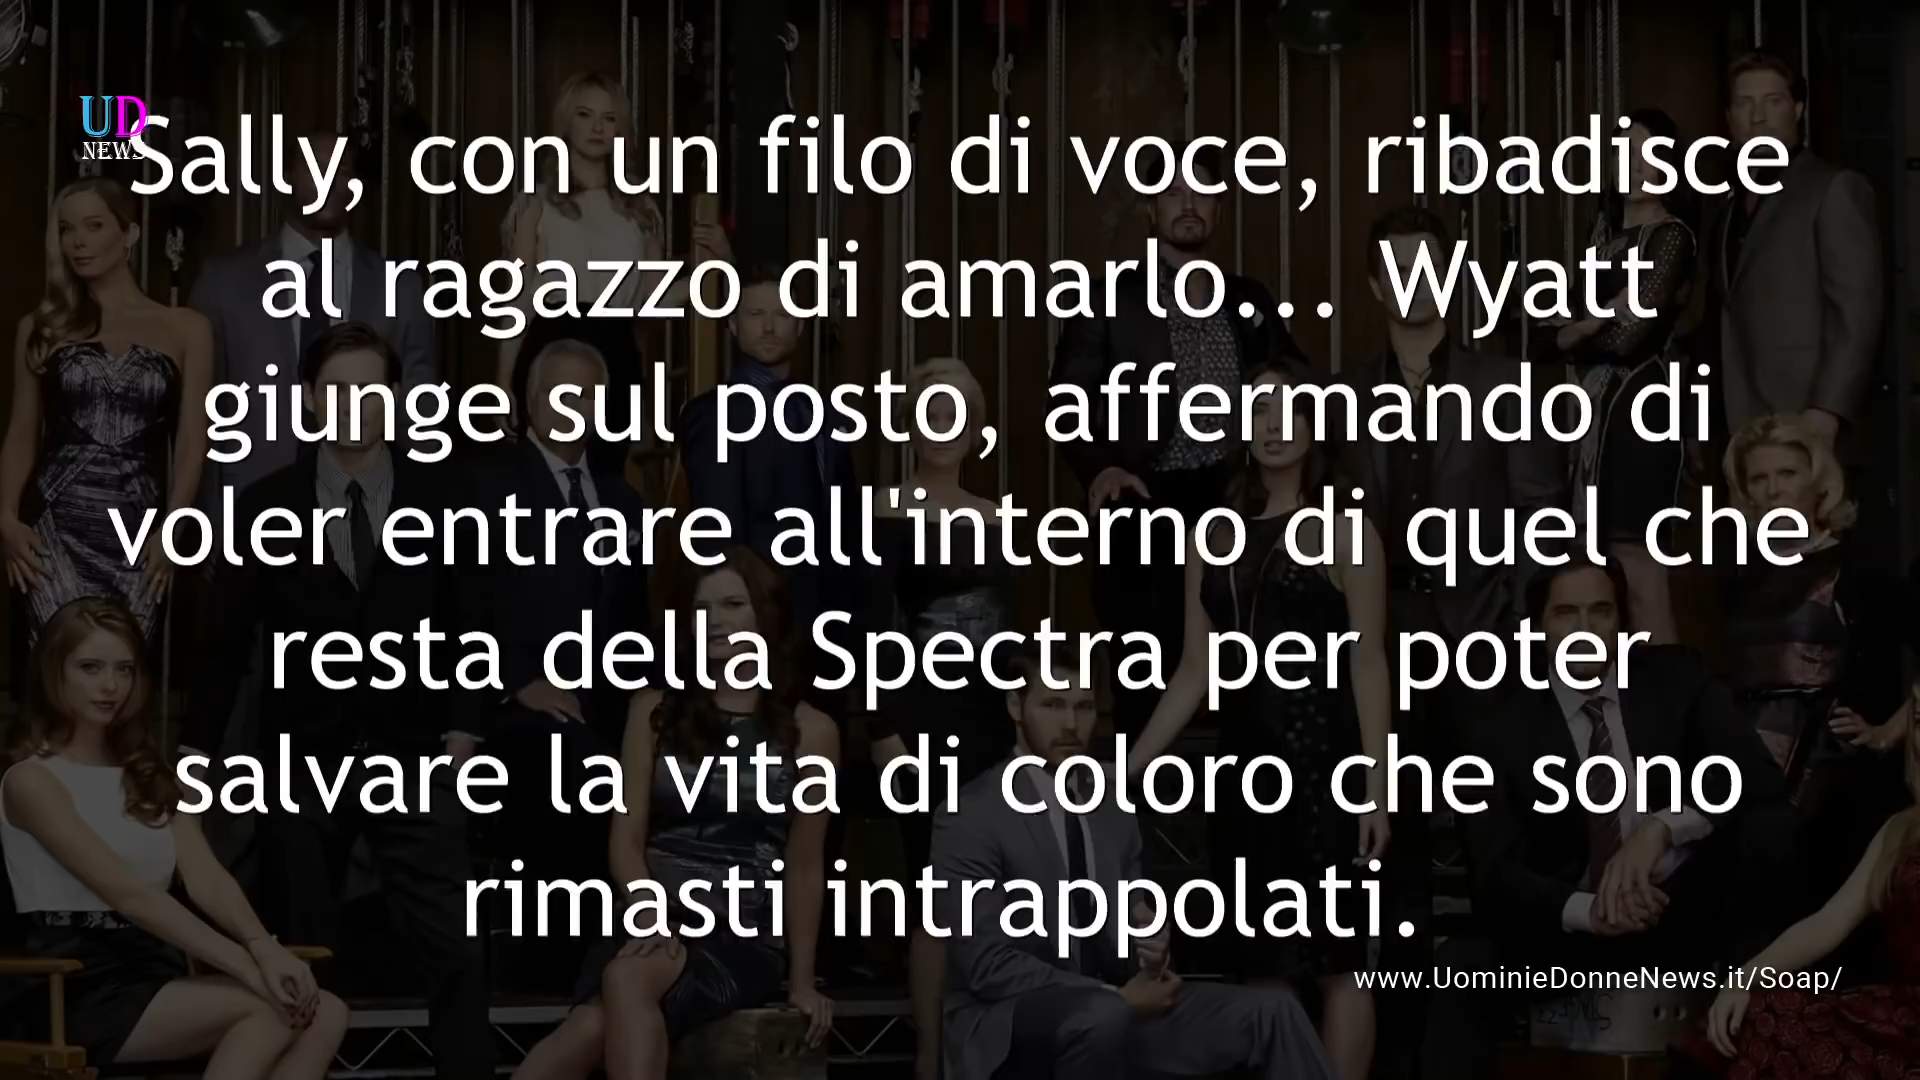 UD
NEWS
Sally, con un filo di voce, ribadisce
al ragazzo di amarlo... Wyatt
giunge sul posto, affermando di
voler entrare all'interno di quel che
resta della Spectra per poter
salvare la vita di coloro che sono
rimasti intrappolati.
www.UominieDonneNews.it/Soap/